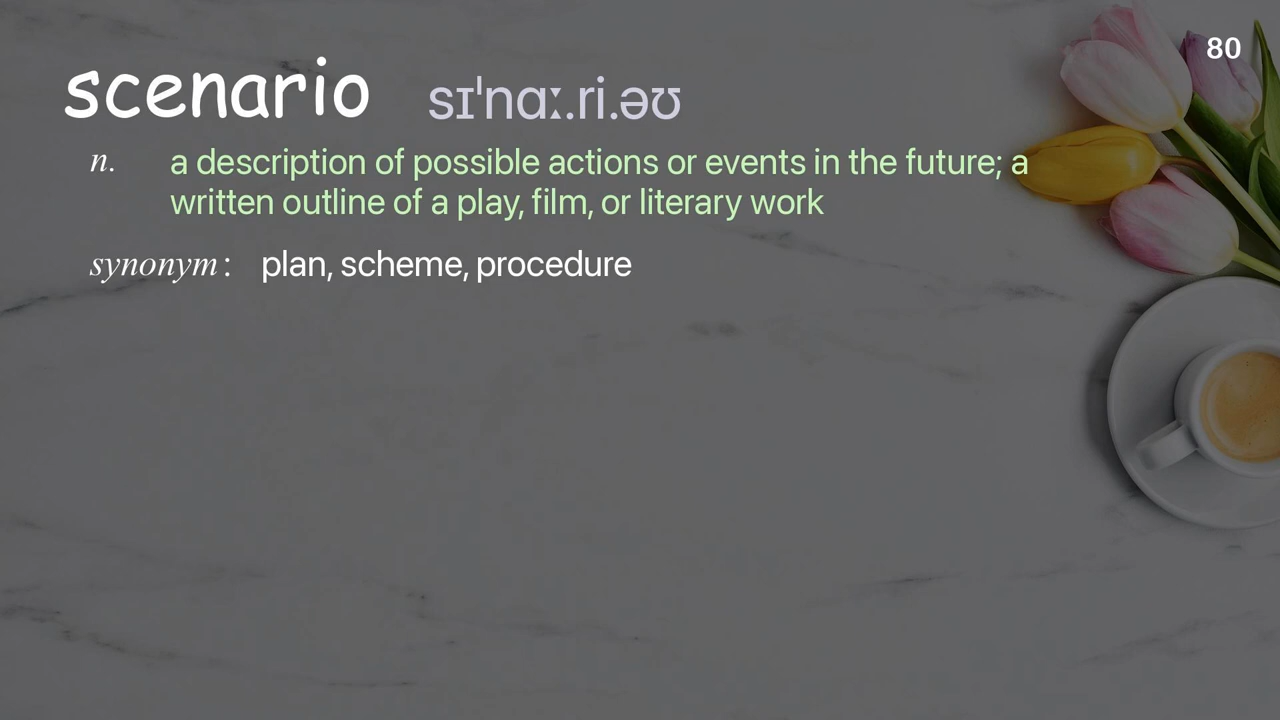 80
scenario sɪˈnɑː.ri.əʊ
n. a description of possible actions or events in the future; a
written outline of a play, film, or literary work
synonym: plan, scheme, procedure